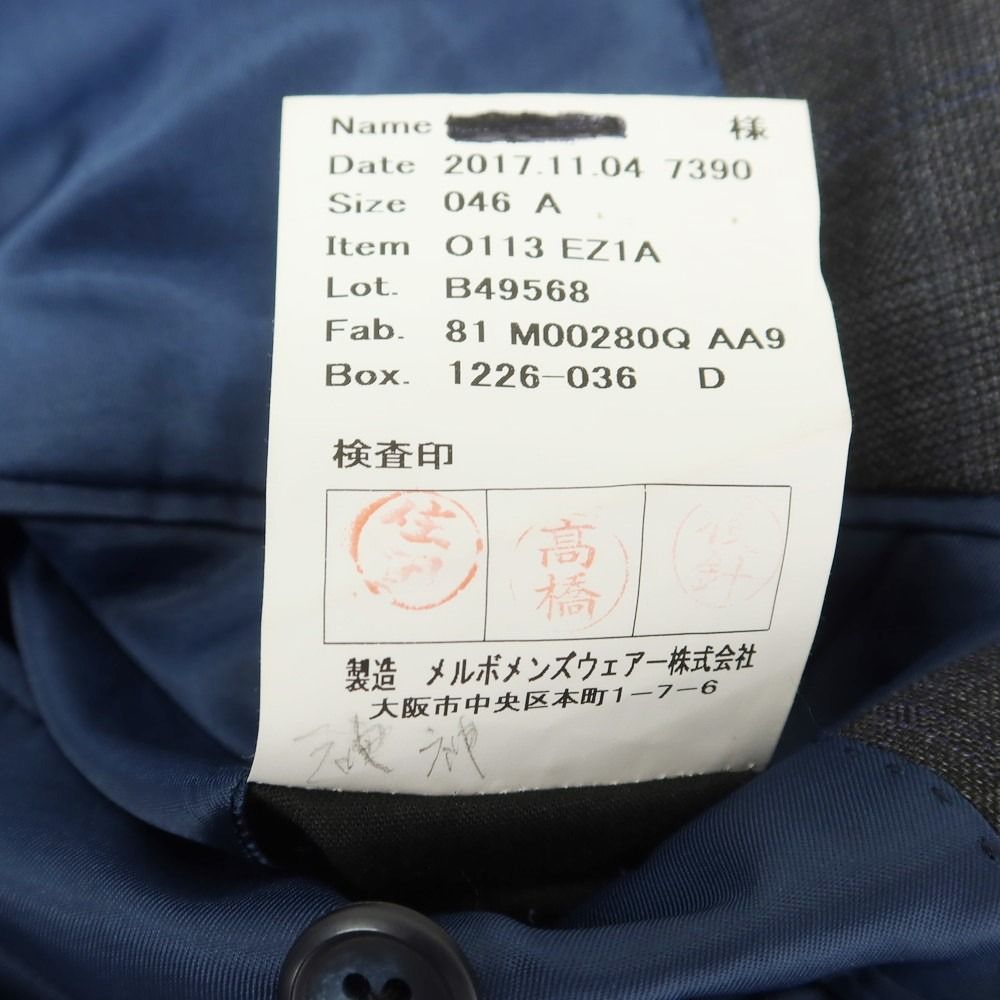 Name 様
Date 2017.11.04 7390
Size 046 A
Item O113 EZ1A
Lot. B49568
Fab. 81 M00280Q AA9
Box. 1226-036 D
検査印
高橋
製造 メルボメンズウェアー株式会社
大阪市中央区本町1-7-6